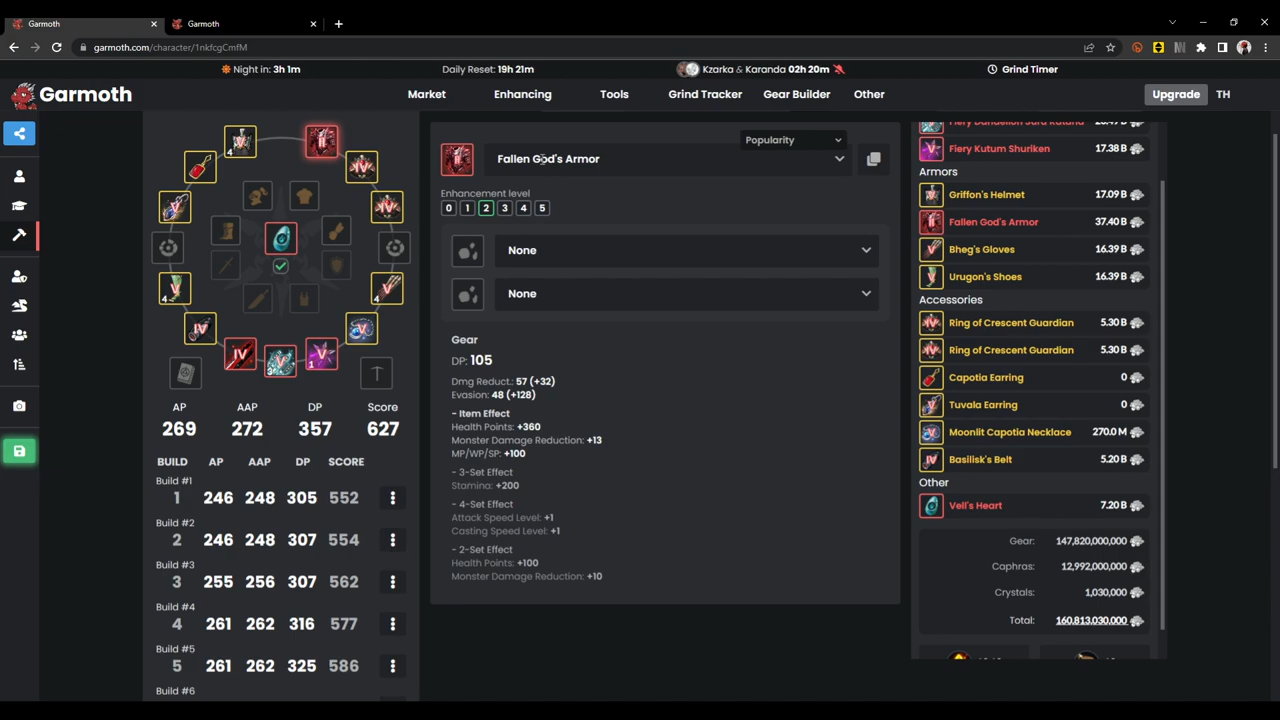 Garmoth
Garmoth
garmoth.com/character/1nkfcgCmfM
Night in: 3h 1m
Daily Reset: 19h 21m
Kzarka & Karanda 02h 20m
Grind Timer
Garmoth
Market
Enhancing
Tools
Grind Tracker
Gear Builder
Other
Upgrade
TH
V
4
II
IV
IV
V
V
4
V
4
IV
V
IV
V
3
V
1
AP
AAP
DP
Score
269
272
357
627
BUILD AP AAP DP SCORE
Build #1
1 246 248 305 552
Build #2
2 246 248 307 554
Build #3
3 255 256 307 562
Build #4
4 261 262 316 577
Build #5
5 261 262 325 586
Build #6
Popularity
II
Fallen God's Armor
Enhancement level
0 1 2 3 4 5
None
None
Gear
DP: 105
Dmg Reduct.: 57 (+32)
Evasion: 48 (+128)
- Item Effect
Health Points: +360
Monster Damage Reduction: +13
MP/WP/SP: +100
- 3-Set Effect
Stamina: +200
- 4-Set Effect
Attack Speed Level: +1
Casting Speed Level: +1
- 2-Set Effect
Health Points: +100
Monster Damage Reduction: +10
Fiery Kutum Shuriken 17.38 B
Armors
Griffon's Helmet 17.09 B
Fallen God's Armor 37.40 B
Bheg's Gloves 16.39 B
Urugon's Shoes 16.39 B
Accessories
Ring of Crescent Guardian 5.30 B
Ring of Crescent Guardian 5.30 B
Capotia Earring 0
Tuvala Earring 0
Moonlit Capotia Necklace 270.0 M
Basilisk's Belt 5.20 B
Other
Vell's Heart 7.20 B
Gear: 147,820,000,000
Caphras: 12,992,000,000
Crystals: 1,030,000
Total: 160,813,030,000